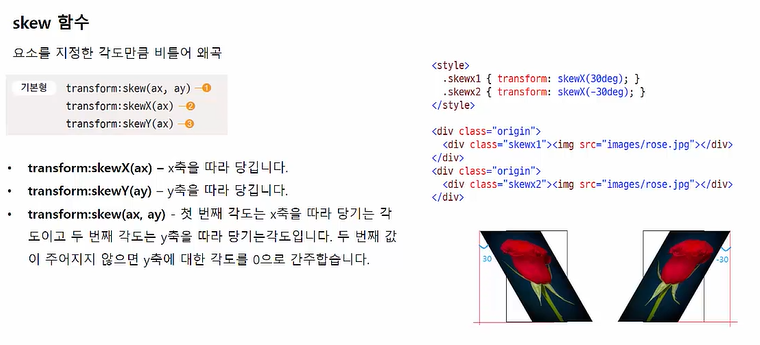 skew 함수
요소를 지정한 각도만큼 비틀어 왜곡
기본형 transform:skew(ax, ay) ①
transform:skewX(ax) ②
transform:skewY(ax) ③
• transform:skewX(ax) – x축을 따라 당깁니다.
• transform:skewY(ay) – y축을 따라 당깁니다.
• transform:skew(ax, ay) - 첫 번째 각도는 x축을 따라 당기는 각
도이고 두 번째 각도는 y축을 따라 당기는각도입니다. 두 번째 값
이 주어지지 않으면 y축에 대한 각도를 0으로 간주합니다.
<style>
.skewx1 { transform: skewX(30deg); }
.skewx2 { transform: skewX(-30deg); }
</style>
<div class="origin">
<div class="skewx1"><img src="images/rose.jpg"></div>
</div>
<div class="origin">
<div class="skewx2"><img src="images/rose.jpg"></div>
</div>
30
-30